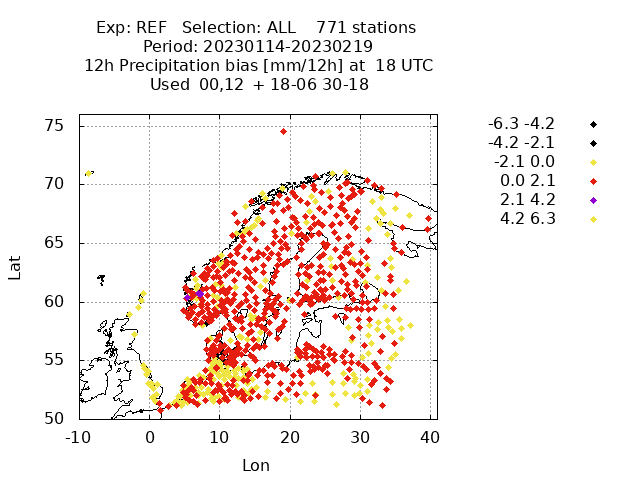 Exp: REF   Selection: ALL    771 stations
Period: 20230114-20230219
12h Precipitation bias [mm/12h] at  18 UTC
Used  00,12  + 18-06 30-18
-6.3 -4.2
-4.2 -2.1
-2.1 0.0
0.0 2.1
2.1 4.2
4.2 6.3
75
70
65
60
55
50
Lat
-10 0 10 20 30 40
Lon